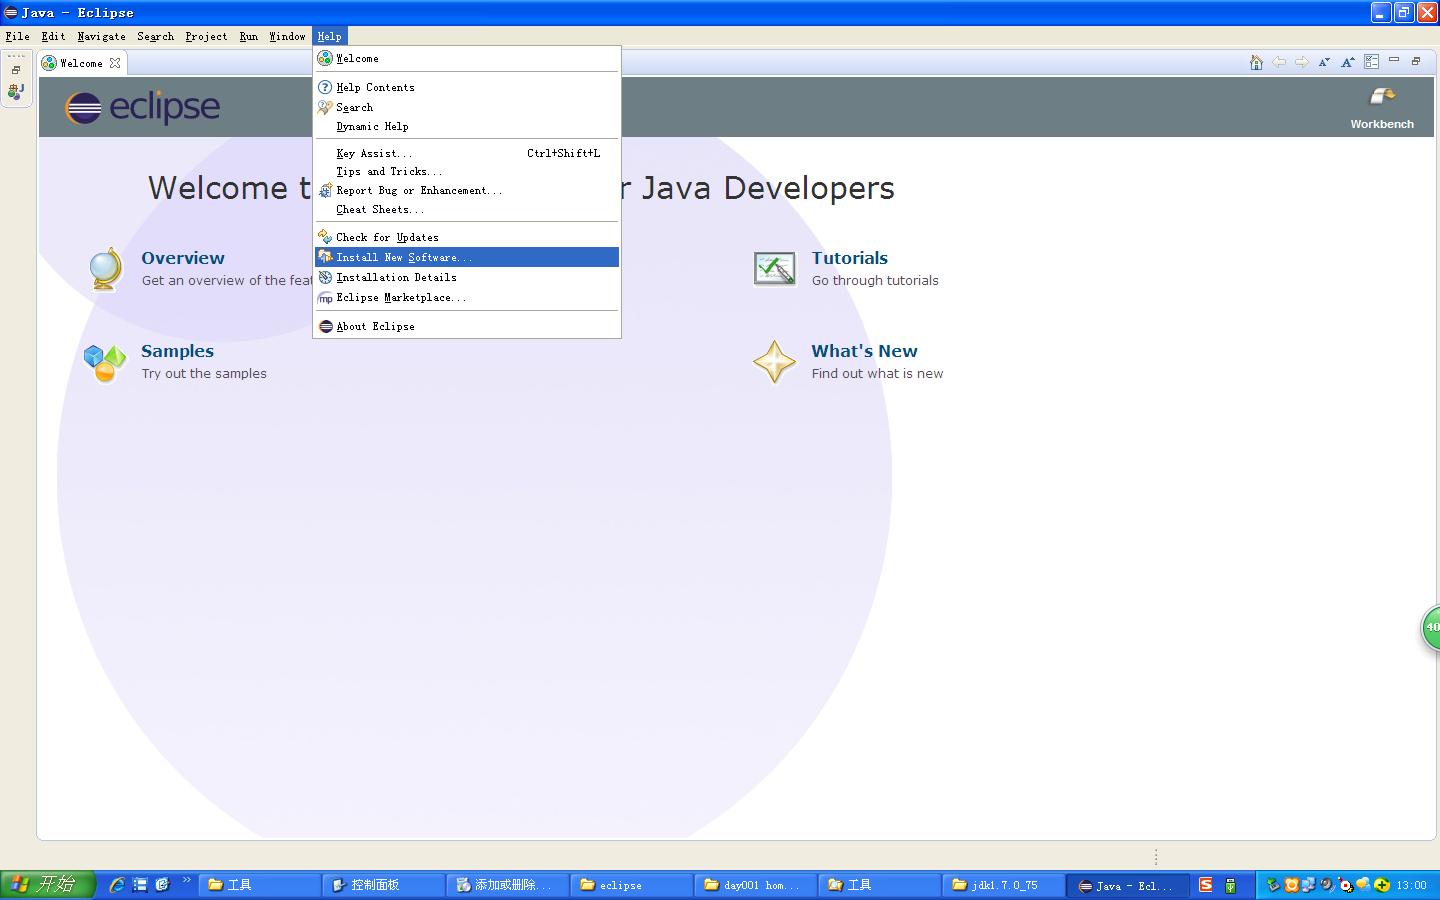 Java - Eclipse
File Edit Navigate Search Project Run Window Help
Welcome
eclipse
Workbench
Welcome t
r Java Developers
Overview
Get an overview of the feat
Tutorials
Go through tutorials
Samples
Try out the samples
What's New
Find out what is new
Welcome
Help Contents
Search
Dynamic Help
Key Assist... Ctrl+Shift+L
Tips and Tricks...
Report Bug or Enhancement...
Cheat Sheets...
Check for Updates
Install New Software...
Installation Details
Eclipse Marketplace...
About Eclipse
40
开始 工具 控制面板 添加或删除... eclipse day001 hom... 工具 jdk1.7.0_75 Java - Ecl... 13:00